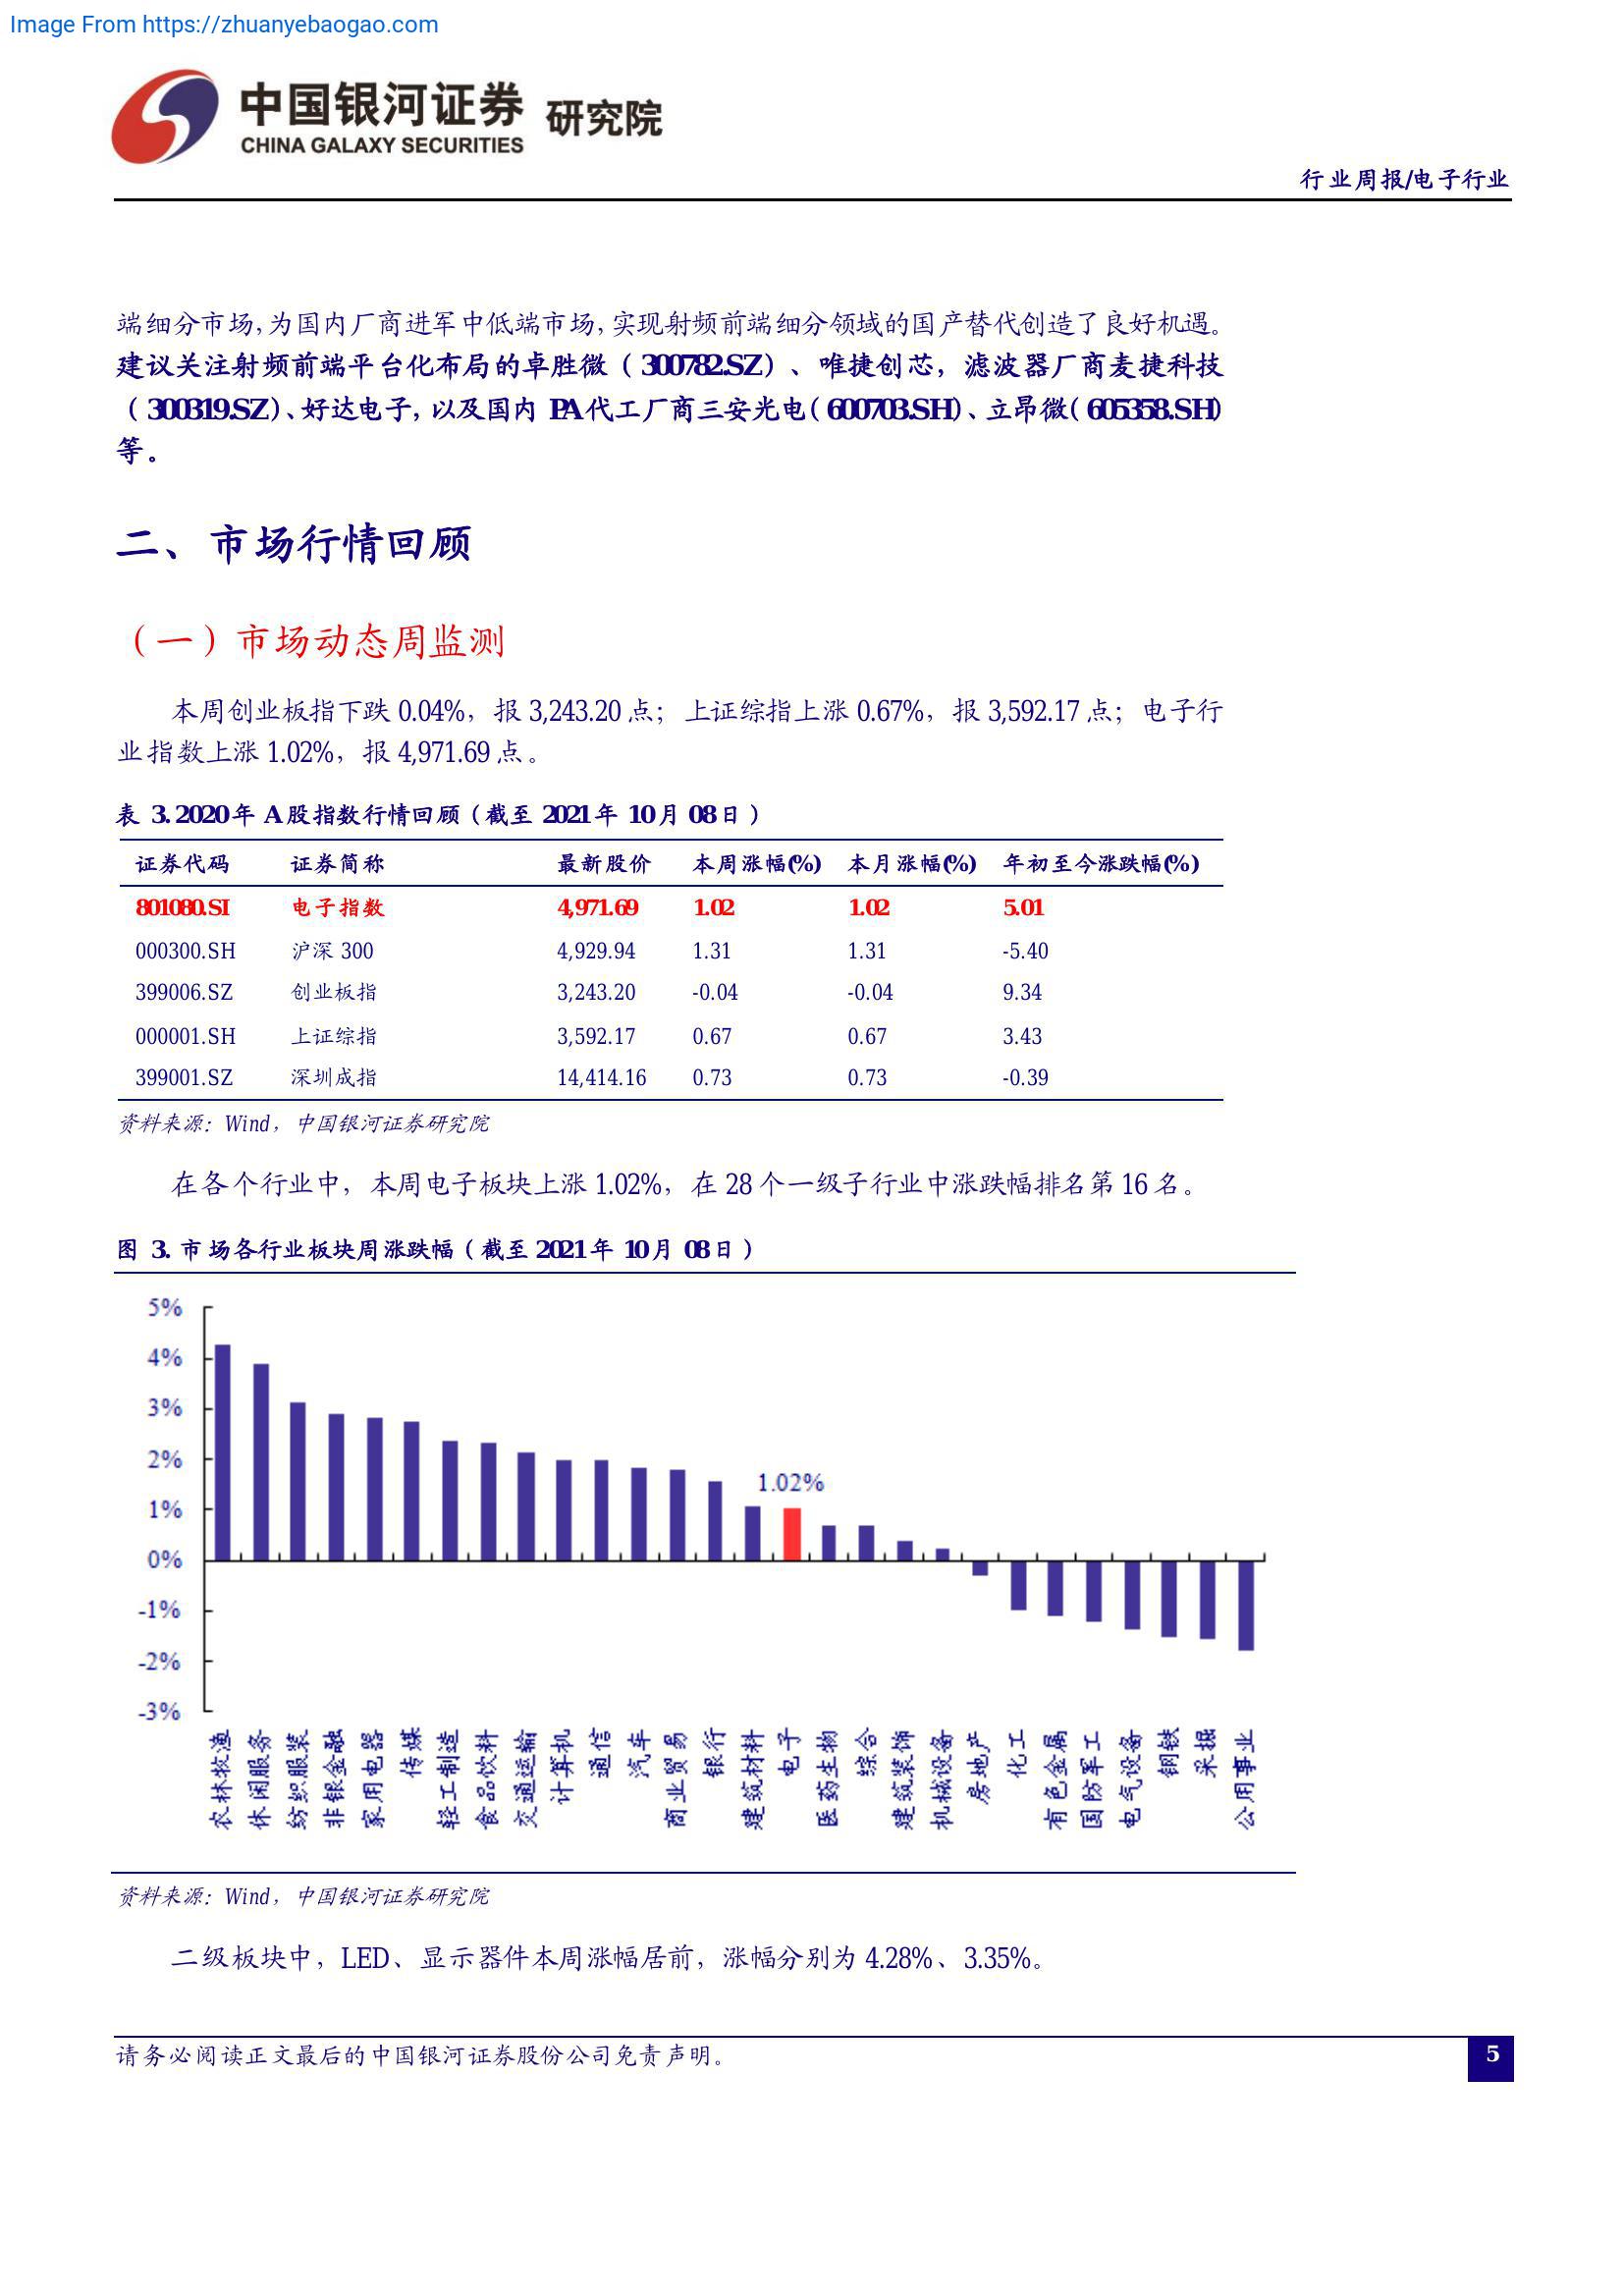 Image From https://zhuanyebaogao.com
中国银河证券 研究院
CHINA GALAXY SECURITIES
行业周报/电子行业
端细分市场,为国内厂商进军中低端市场,实现射频前端细分领域的国产替代创造了良好机遇。
建议关注射频前端平台化布局的卓胜微（300782.SZ）、唯捷创芯，滤波器厂商麦捷科技
（300319.SZ）、好达电子，以及国内 PA 代工厂商三安光电（600703.SH）、立昂微（605358.SH）
等。
二、市场行情回顾
（一）市场动态周监测
本周创业板指下跌 0.04%，报 3,243.20 点；上证综指上涨 0.67%，报 3,592.17 点；电子行
业指数上涨 1.02%，报 4,971.69 点。
表 3. 2020 年 A 股指数行情回顾（截至 2021 年 10 月 08 日）
证券代码 证券简称 最新股价 本周涨幅(%) 本月涨幅(%) 年初至今涨跌幅(%)
801080.SI 电子指数 4,971.69 1.02 1.02 5.01
000300.SH 沪深 300 4,929.94 1.31 1.31 -5.40
399006.SZ 创业板指 3,243.20 -0.04 -0.04 9.34
000001.SH 上证综指 3,592.17 0.67 0.67 3.43
399001.SZ 深圳成指 14,414.16 0.73 0.73 -0.39
资料来源：Wind，中国银河证券研究院
在各个行业中，本周电子板块上涨 1.02%，在 28 个一级子行业中涨跌幅排名第 16 名。
图 3. 市场各行业板块周涨跌幅（截至 2021 年 10 月 08 日）
5%
4%
3%
2%
1%
0%
-1%
-2%
-3%
1.02%
农林牧渔
休闲服务
纺织服装
非银金融
家用电器
传媒
轻工制造
食品饮料
交通运输
计算机
通信
汽车
商业贸易
银行
建筑材料
电子
医药生物
综合
建筑装饰
机械设备
房地产
化工
有色金属
国防军工
电气设备
钢铁
采掘
公用事业
资料来源：Wind，中国银河证券研究院
二级板块中，LED、显示器件本周涨幅居前，涨幅分别为 4.28%、3.35%。
请务必阅读正文最后的中国银河证券股份公司免责声明。
5